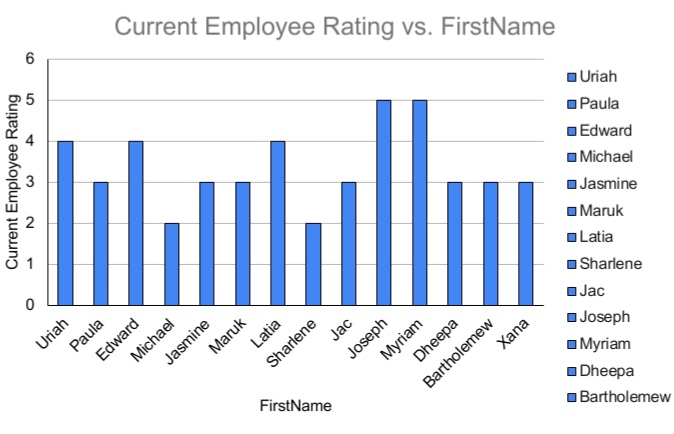 Current Employee Rating vs. FirstName
Current Employee Rating
6
5
4
3
2
1
0
Uriah
Paula
Edward
Michael
Jasmine
Maruk
Latia
Sharlene
Jac
Joseph
Myriam
Dheepa
Bartholemew
Xana
FirstName
Uriah
Paula
Edward
Michael
Jasmine
Maruk
Latia
Sharlene
Jac
Joseph
Myriam
Dheepa
Bartholemew